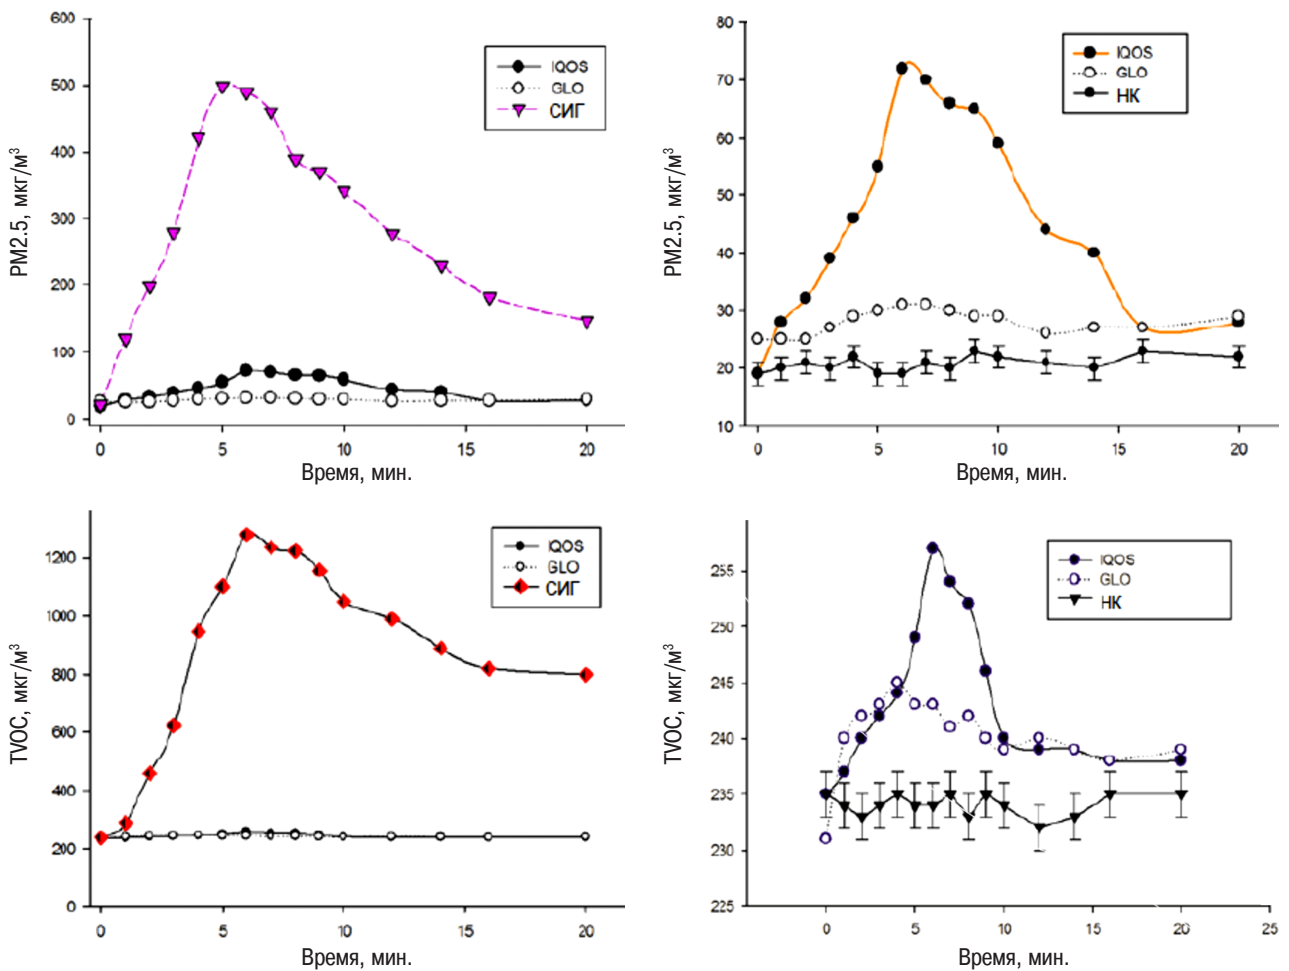 PM2.5, мкг/м³
600
500
400
300
200
100
0
0 5 10 15 20
Время, мин.
IQOS
GLO
СИГ
PM2.5, мкг/м³
80
70
60
50
40
30
20
10
0 5 10 15 20
Время, мин.
IQOS
GLO
НК
TVOC, мкг/м³
1200
1000
800
600
400
200
0
0 5 10 15 20
Время, мин.
IQOS
GLO
СИГ
TVOC, мкг/м³
255
250
245
240
235
230
225
0 5 10 15 20 25
Время, мин.
IQOS
GLO
НК